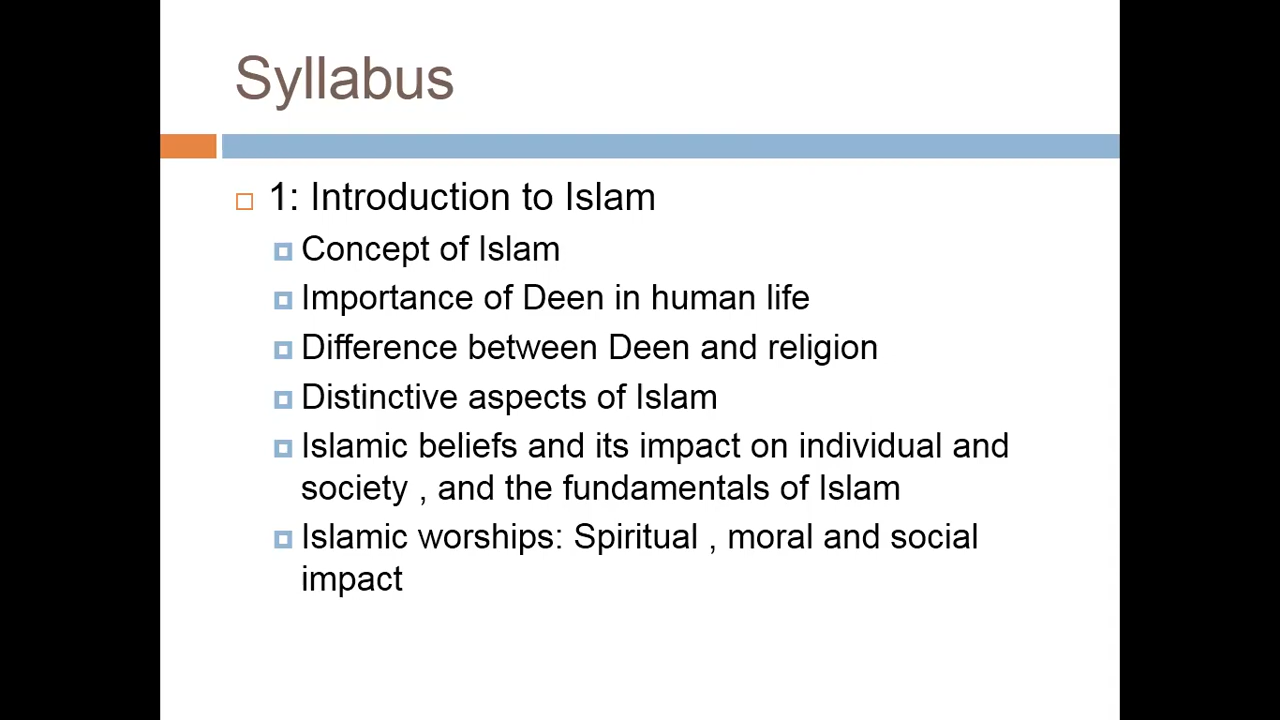 Syllabus
1: Introduction to Islam
Concept of Islam
Importance of Deen in human life
Difference between Deen and religion
Distinctive aspects of Islam
Islamic beliefs and its impact on individual and
society , and the fundamentals of Islam
Islamic worships: Spiritual , moral and social
impact